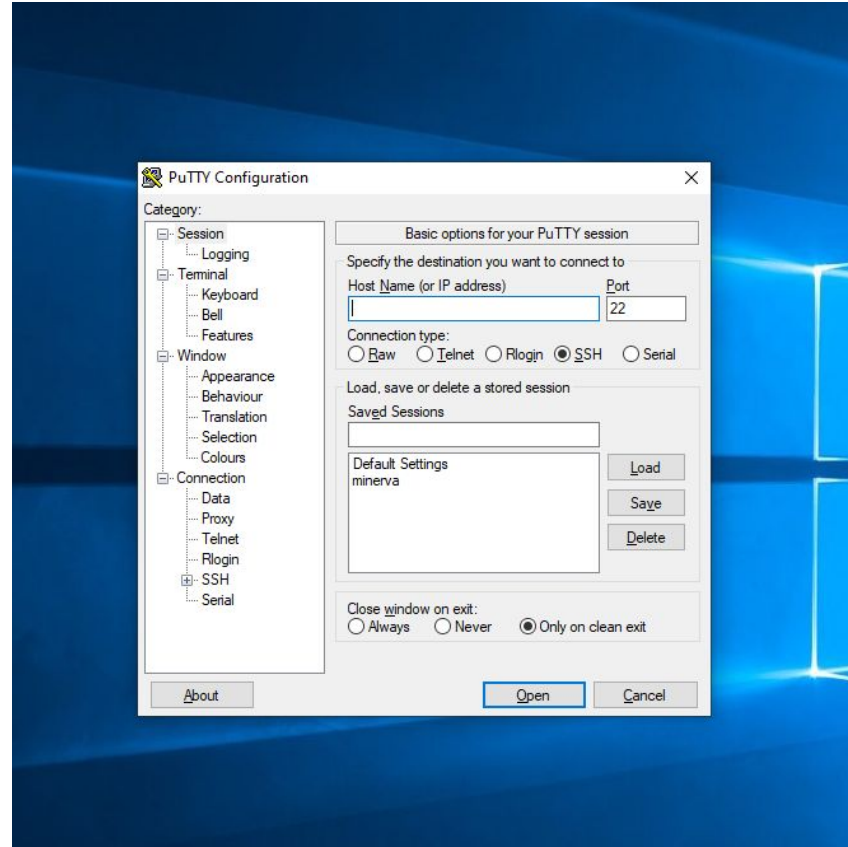 PuTTY Configuration
Category:
Session
Logging
Terminal
Keyboard
Bell
Features
Window
Appearance
Behaviour
Translation
Selection
Colours
Connection
Data
Proxy
Telnet
Rlogin
SSH
Serial
Basic options for your PuTTY session
Specify the destination you want to connect to
Host Name (or IP address) Port
22
Connection type:
Raw Telnet Rlogin SSH Serial
Load, save or delete a stored session
Saved Sessions
Default Settings
minerva
Load
Save
Delete
Close window on exit:
Always Never Only on clean exit
About Open Cancel